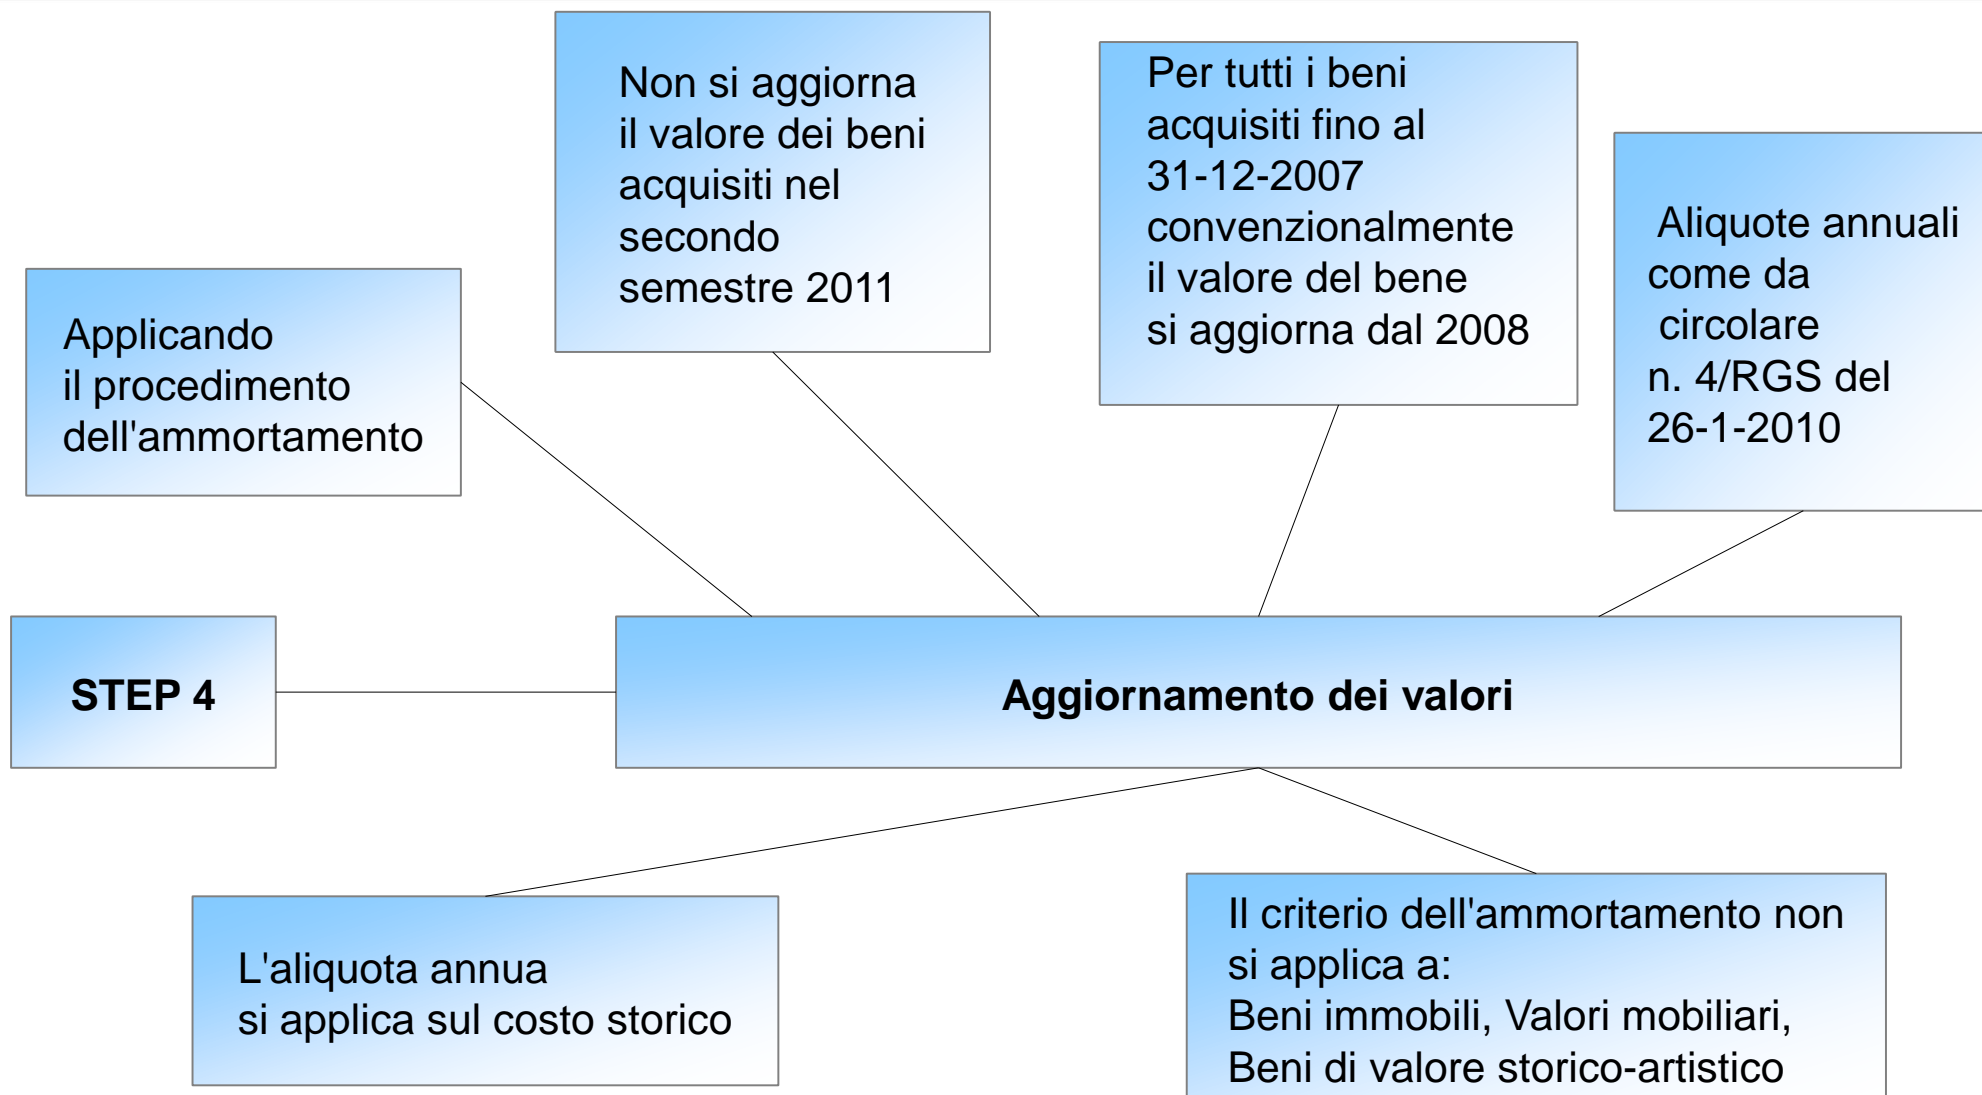 Non si aggiorna
il valore dei beni
acquisiti nel
secondo
semestre 2011
Per tutti i beni
acquisiti fino al
31-12-2007
convenzionalmente
il valore del bene
si aggiorna dal 2008
Aliquote annuali
come da
circolare
n. 4/RGS del
26-1-2010
Applicando
il procedimento
dell'ammortamento
STEP 4
Aggiornamento dei valori
L'aliquota annua
si applica sul costo storico
Il criterio dell'ammortamento non
si applica a:
Beni immobili, Valori mobiliari,
Beni di valore storico-artistico